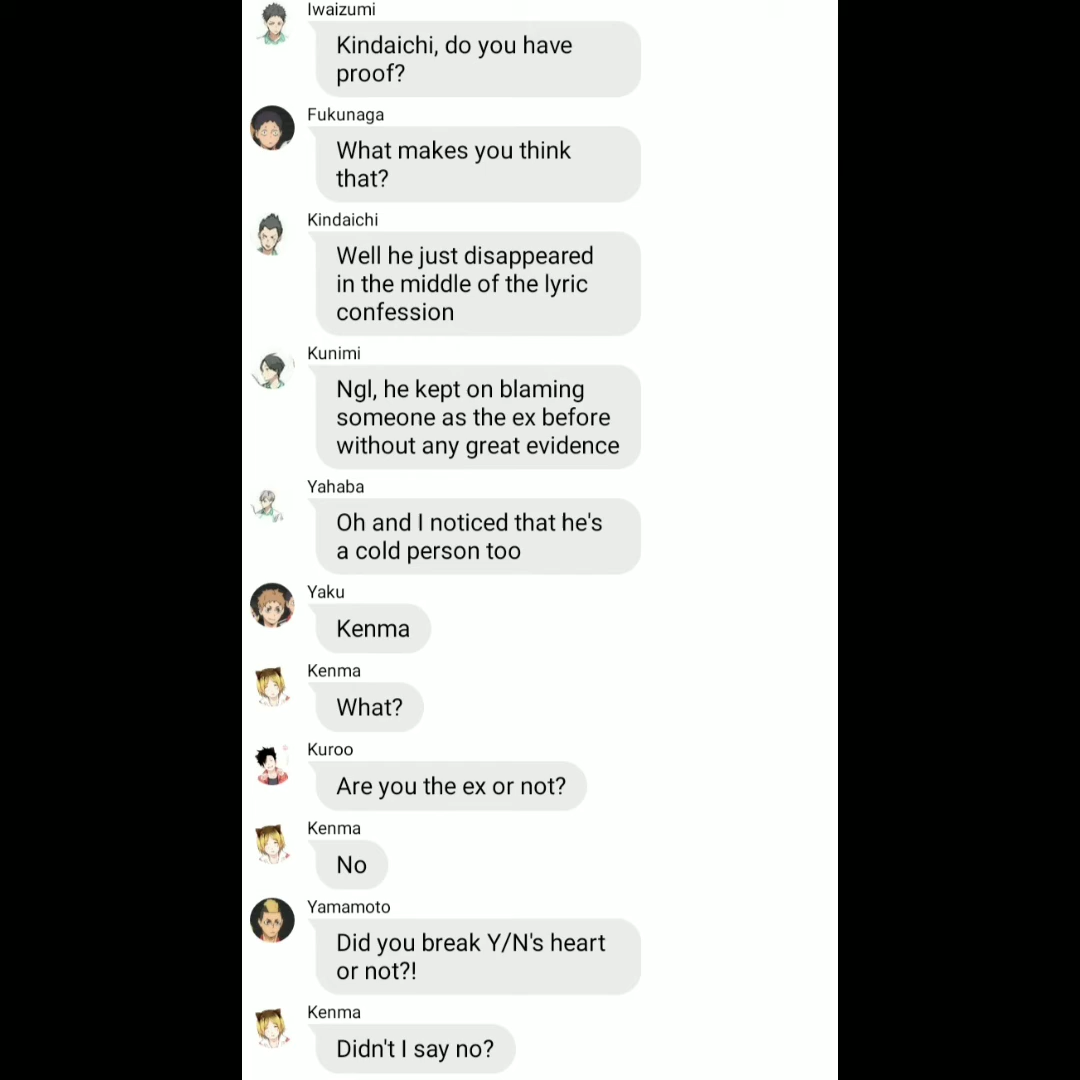 Iwaizumi
Kindaichi, do you have
proof?
Fukunaga
What makes you think
that?
Kindaichi
Well he just disappeared
in the middle of the lyric
confession
Kunimi
Ngl, he kept on blaming
someone as the ex before
without any great evidence
Yahaba
Oh and I noticed that he's
a cold person too
Yaku
Kenma
Kenma
What?
Kuroo
Are you the ex or not?
Kenma
No
Yamamoto
Did you break Y/N's heart
or not?!
Kenma
Didn't I say no?